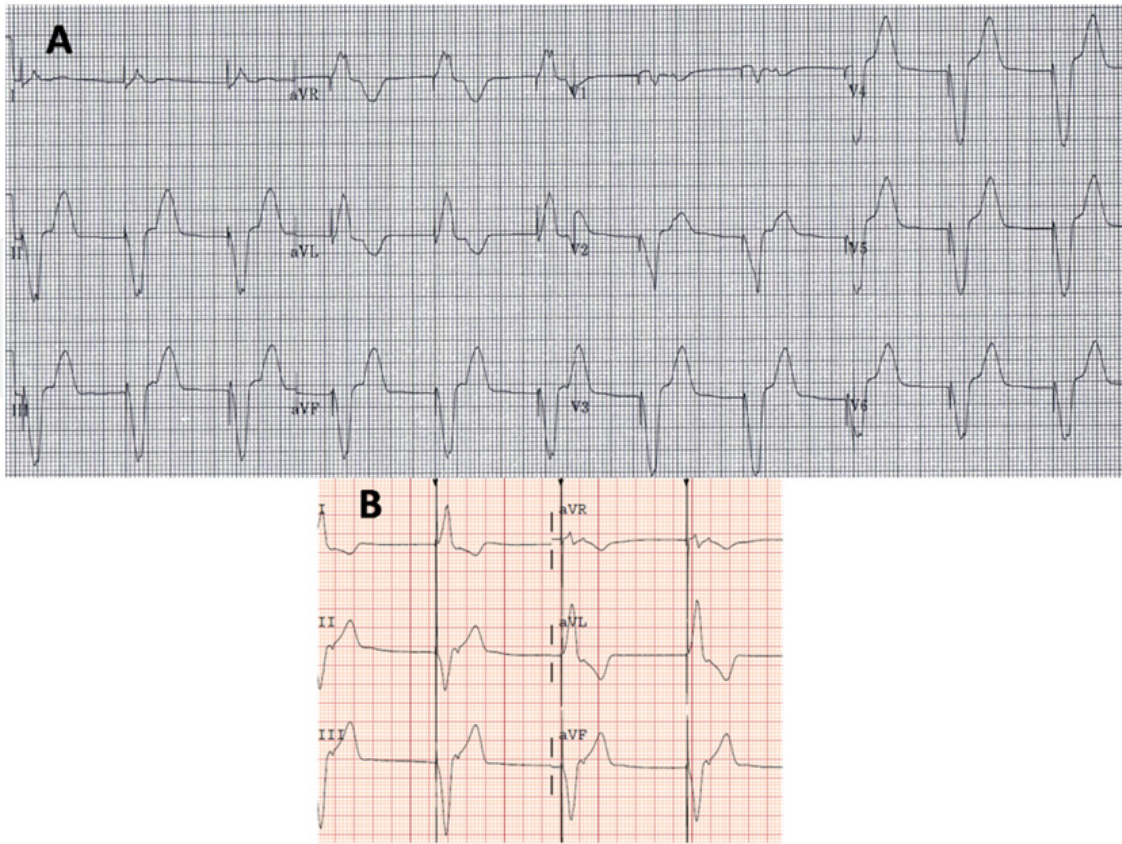 A
I aVR V1 V4
II aVL V2 V5
III aVF V3 V6
B
I aVR
II aVL
III aVF